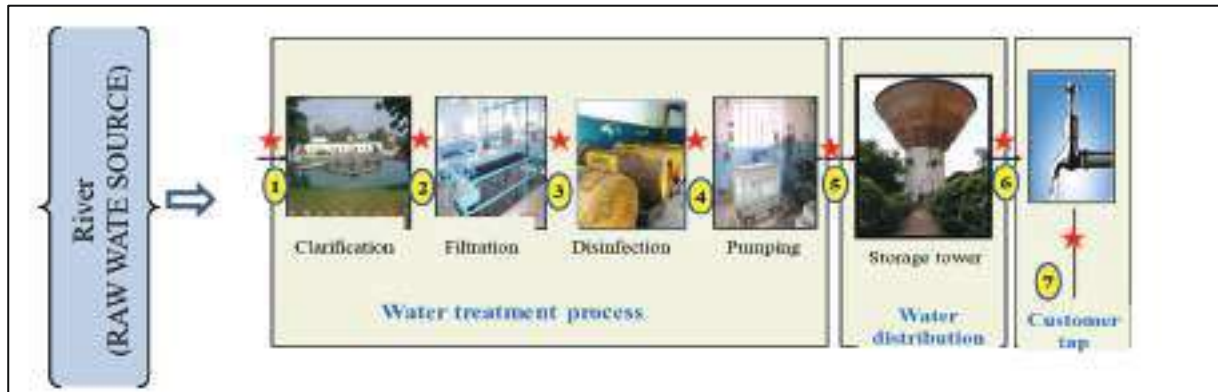 River
(RAW WATE SOURCE)
1
2
3
4
5
6
7
Clarification
Filtration
Disinfection
Pumping
Storage tower
Water treatment process
Water
distribution
Customer
tap